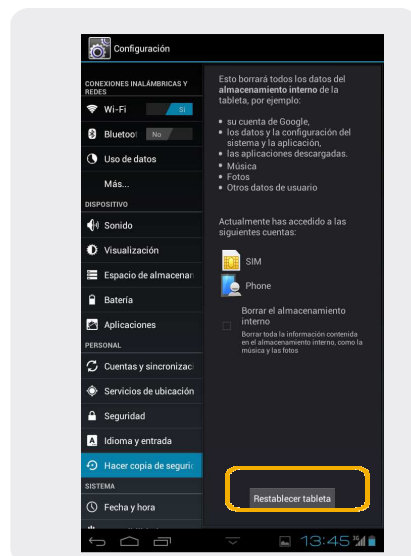 Configuración
CONEXIONES INALÁMBRICAS Y
REDES
Wi-Fi
Sí
Bluetoo
No
Uso de datos
Más...
DISPOSITIVO
Sonido
Visualización
Espacio de almacenar
Batería
Aplicaciones
PERSONAL
Cuentas y sincronizac
Servicios de ubicación
Seguridad
A Idioma y entrada
Hacer copia de seguric
SISTEMA
Fecha y hora
Esto borrará todos los datos del
almacenamiento interno de la
tableta, por ejemplo:
• su cuenta de Google,
• los datos y la configuración del
sistema y la aplicación,
• las aplicaciones descargadas.
• Música
• Fotos
• Otros datos de usuario
Actualmente has accedido a las
siguientes cuentas:
SIM
Phone
Borrar el almacenamiento
interno
Borrar toda la información contenida
en el almacenamiento interno, como la
música y las fotos
Restablecer tableta
13:45